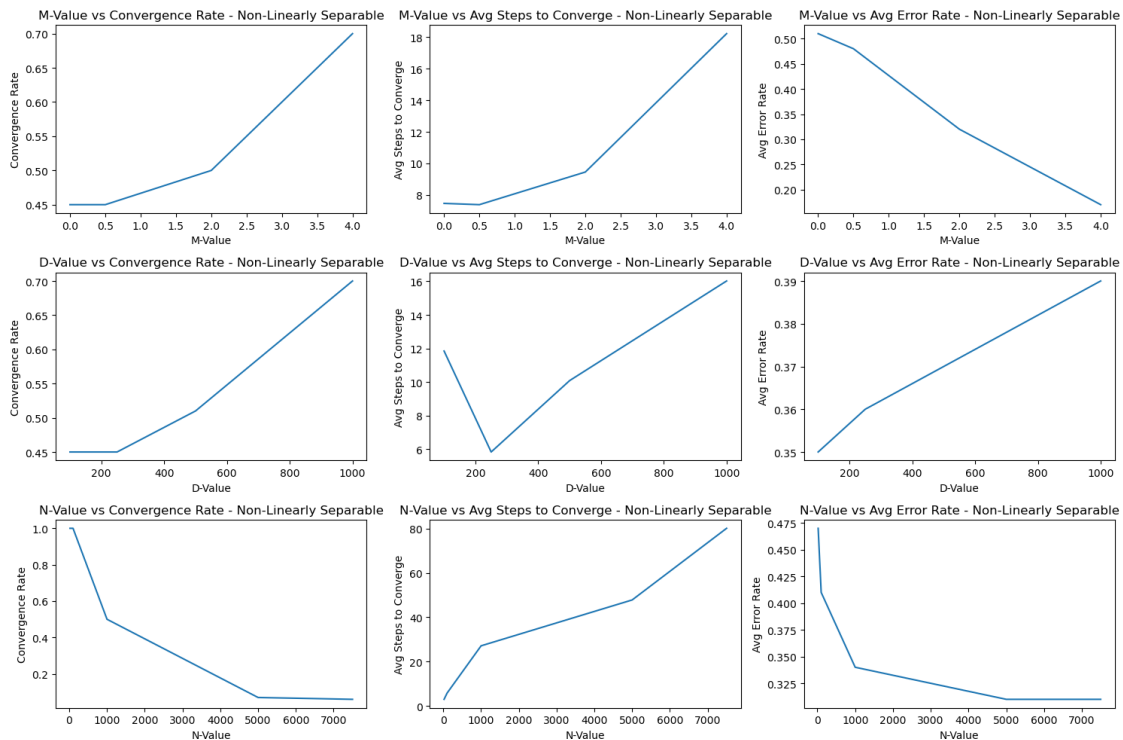 M-Value vs Convergence Rate - Non-Linearly Separable
0.70
0.65
0.60
0.55
0.50
0.45
Convergence Rate
0.0 0.5 1.0 1.5 2.0 2.5 3.0 3.5 4.0
M-Value
M-Value vs Avg Steps to Converge - Non-Linearly Separable
18
16
14
12
10
8
Avg Steps to Converge
0.0 0.5 1.0 1.5 2.0 2.5 3.0 3.5 4.0
M-Value
M-Value vs Avg Error Rate - Non-Linearly Separable
0.50
0.45
0.40
0.35
0.30
0.25
0.20
Avg Error Rate
0.0 0.5 1.0 1.5 2.0 2.5 3.0 3.5 4.0
M-Value
D-Value vs Convergence Rate - Non-Linearly Separable
0.70
0.65
0.60
0.55
0.50
0.45
Convergence Rate
200 400 600 800 1000
D-Value
D-Value vs Avg Steps to Converge - Non-Linearly Separable
16
14
12
10
8
6
Avg Steps to Converge
200 400 600 800 1000
D-Value
D-Value vs Avg Error Rate - Non-Linearly Separable
0.39
0.38
0.37
0.36
0.35
Avg Error Rate
200 400 600 800 1000
D-Value
N-Value vs Convergence Rate - Non-Linearly Separable
1.0
0.8
0.6
0.4
0.2
Convergence Rate
0 1000 2000 3000 4000 5000 6000 7000
N-Value
N-Value vs Avg Steps to Converge - Non-Linearly Separable
80
60
40
20
0
Avg Steps to Converge
0 1000 2000 3000 4000 5000 6000 7000
N-Value
N-Value vs Avg Error Rate - Non-Linearly Separable
0.475
0.450
0.425
0.400
0.375
0.350
0.325
Avg Error Rate
0 1000 2000 3000 4000 5000 6000 7000
N-Value